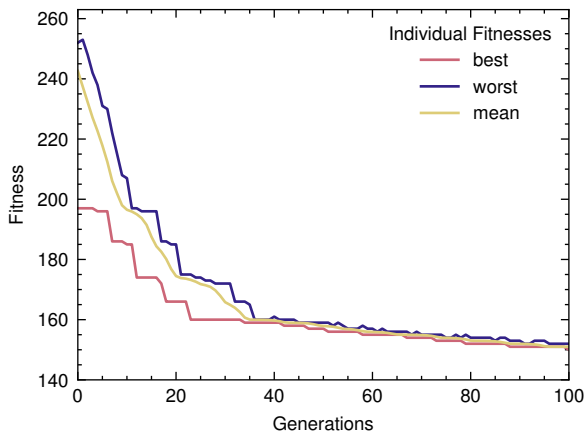 Individual Fitnesses
best
worst
mean
260
240
220
200
180
160
140
Fitness
0 20 40 60 80 100
Generations